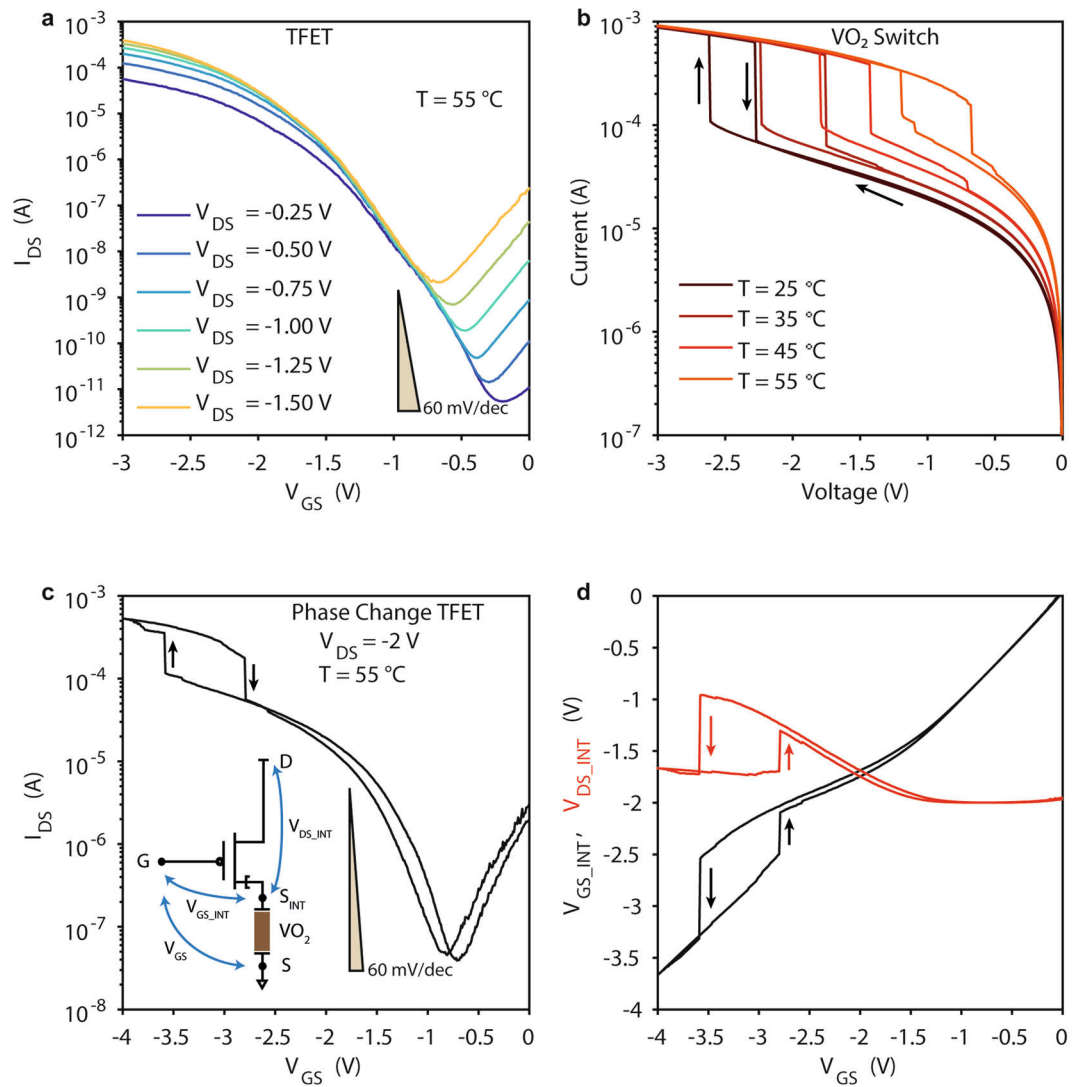 a
TFET
T = 55 °C
I_DS (A)
10^-3
10^-4
10^-5
10^-6
10^-7
10^-8
10^-9
10^-10
10^-11
10^-12
V_DS = -0.25 V
V_DS = -0.50 V
V_DS = -0.75 V
V_DS = -1.00 V
V_DS = -1.25 V
V_DS = -1.50 V
60 mV/dec
-3 -2.5 -2 -1.5 -1 -0.5 0
V_GS (V)
b
VO₂ Switch
Current (A)
10^-3
10^-4
10^-5
10^-6
10^-7
T = 25 °C
T = 35 °C
T = 45 °C
T = 55 °C
-3 -2.5 -2 -1.5 -1 -0.5 0
Voltage (V)
c
Phase Change TFET
V_DS = -2 V
T = 55 °C
I_DS (A)
10^-3
10^-4
10^-5
10^-6
10^-7
10^-8
D
V_DS_INT
G
S_INT
V_GS_INT
VO₂
V_GS
S
60 mV/dec
-4 -3.5 -3 -2.5 -2 -1.5 -1 -0.5 0
V_GS (V)
d
V_GS_INT, V_DS_INT (V)
0
-0.5
-1
-1.5
-2
-2.5
-3
-3.5
-4
-4 -3.5 -3 -2.5 -2 -1.5 -1 -0.5 0
V_GS (V)